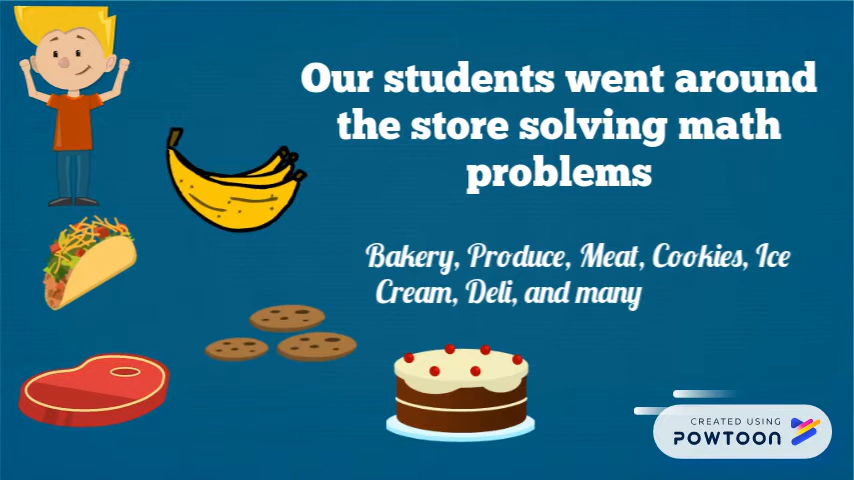 Our students went around
the store solving math
problems
Bakery, Produce, Meat, Cookies, Ice
Cream, Deli, and many
CREATED USING
POWTOON